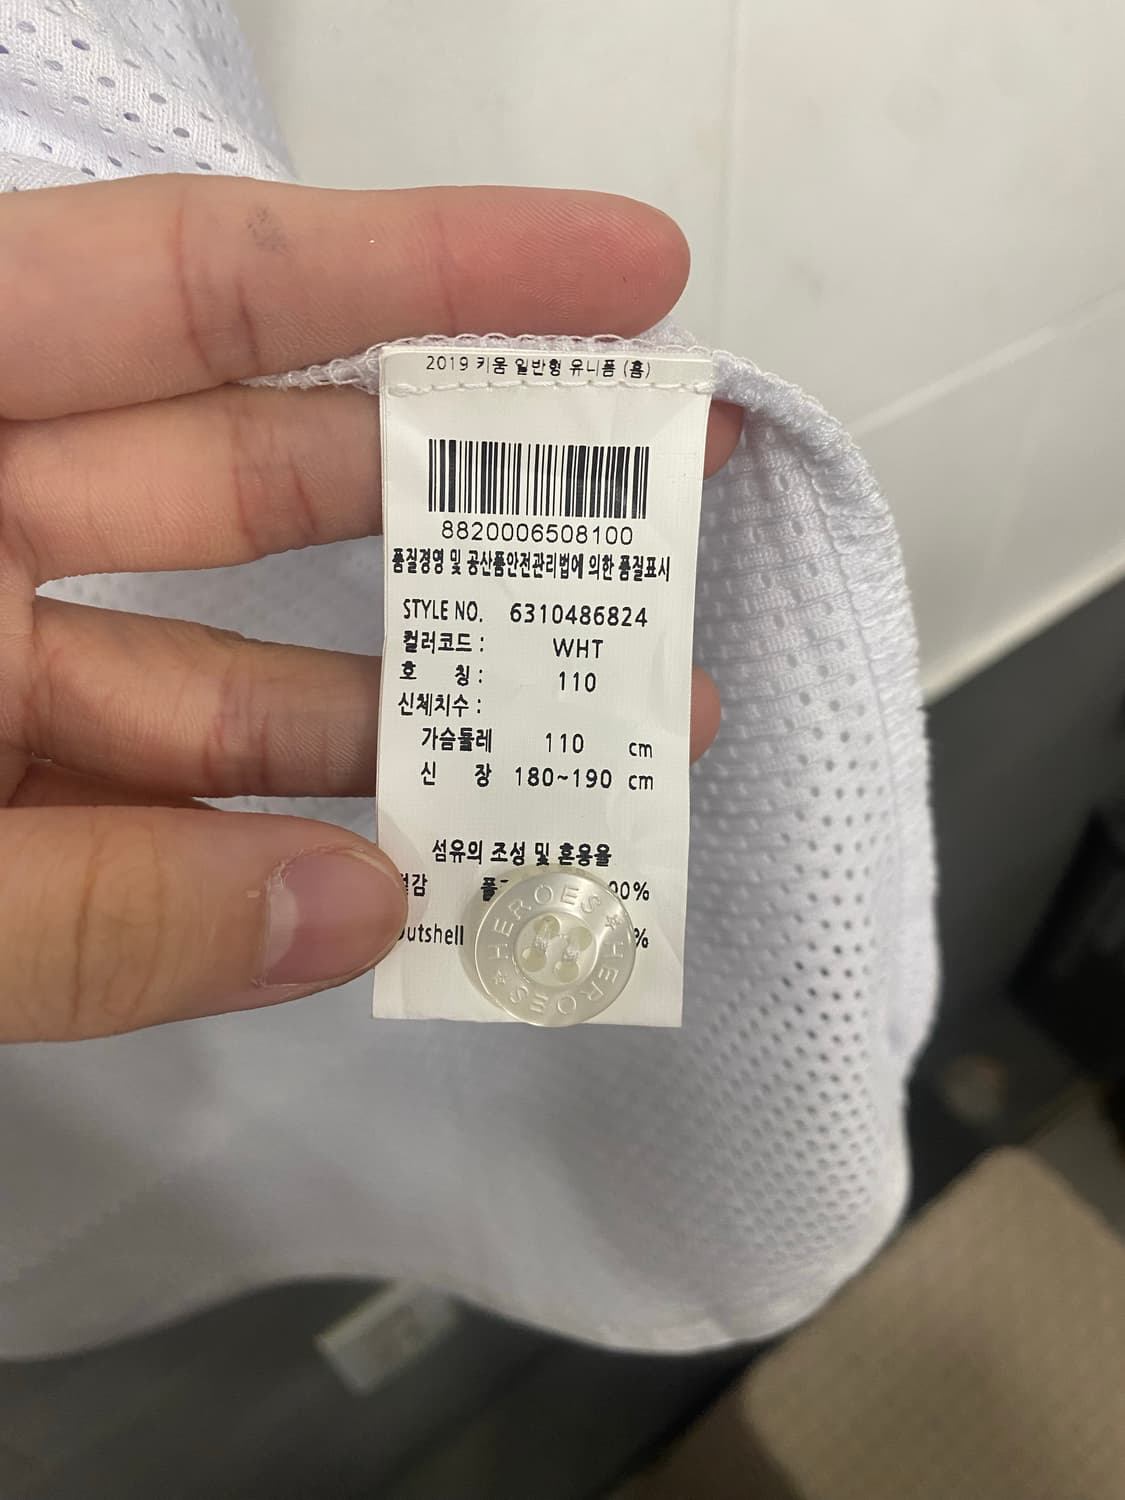 2019 키움 일반형 유니폼 (홈)
8820006508100
품질경영 및 공산품안전관리법에 의한 품질표시
STYLE NO. 6310486824
컬러코드 : WHT
호 칭 : 110
신체치수 :
가슴둘레 110 cm
신 장 180~190 cm
섬유의 조성 및 혼용율
HEROES ★ HEROES ★